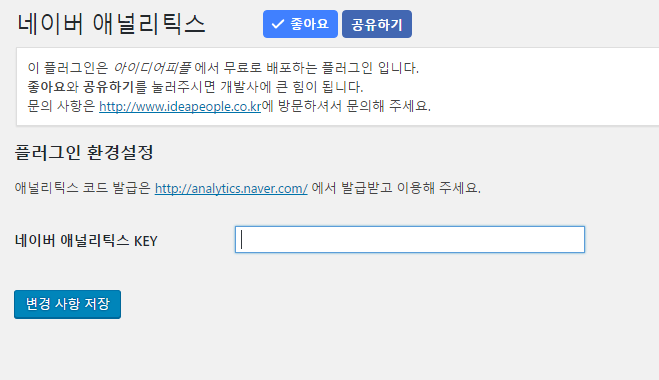 네이버 애널리틱스
좋아요 공유하기
이 플러그인은 아이디어피플 에서 무료로 배포하는 플러그인 입니다.
좋아요와 공유하기를 눌러주시면 개발사에 큰 힘이 됩니다.
문의 사항은 http://www.ideapeople.co.kr에 방문하셔서 문의해 주세요.
플러그인 환경설정
애널리틱스 코드 발급은 http://analytics.naver.com/ 에서 발급받고 이용해 주세요.
네이버 애널리틱스 KEY
변경 사항 저장